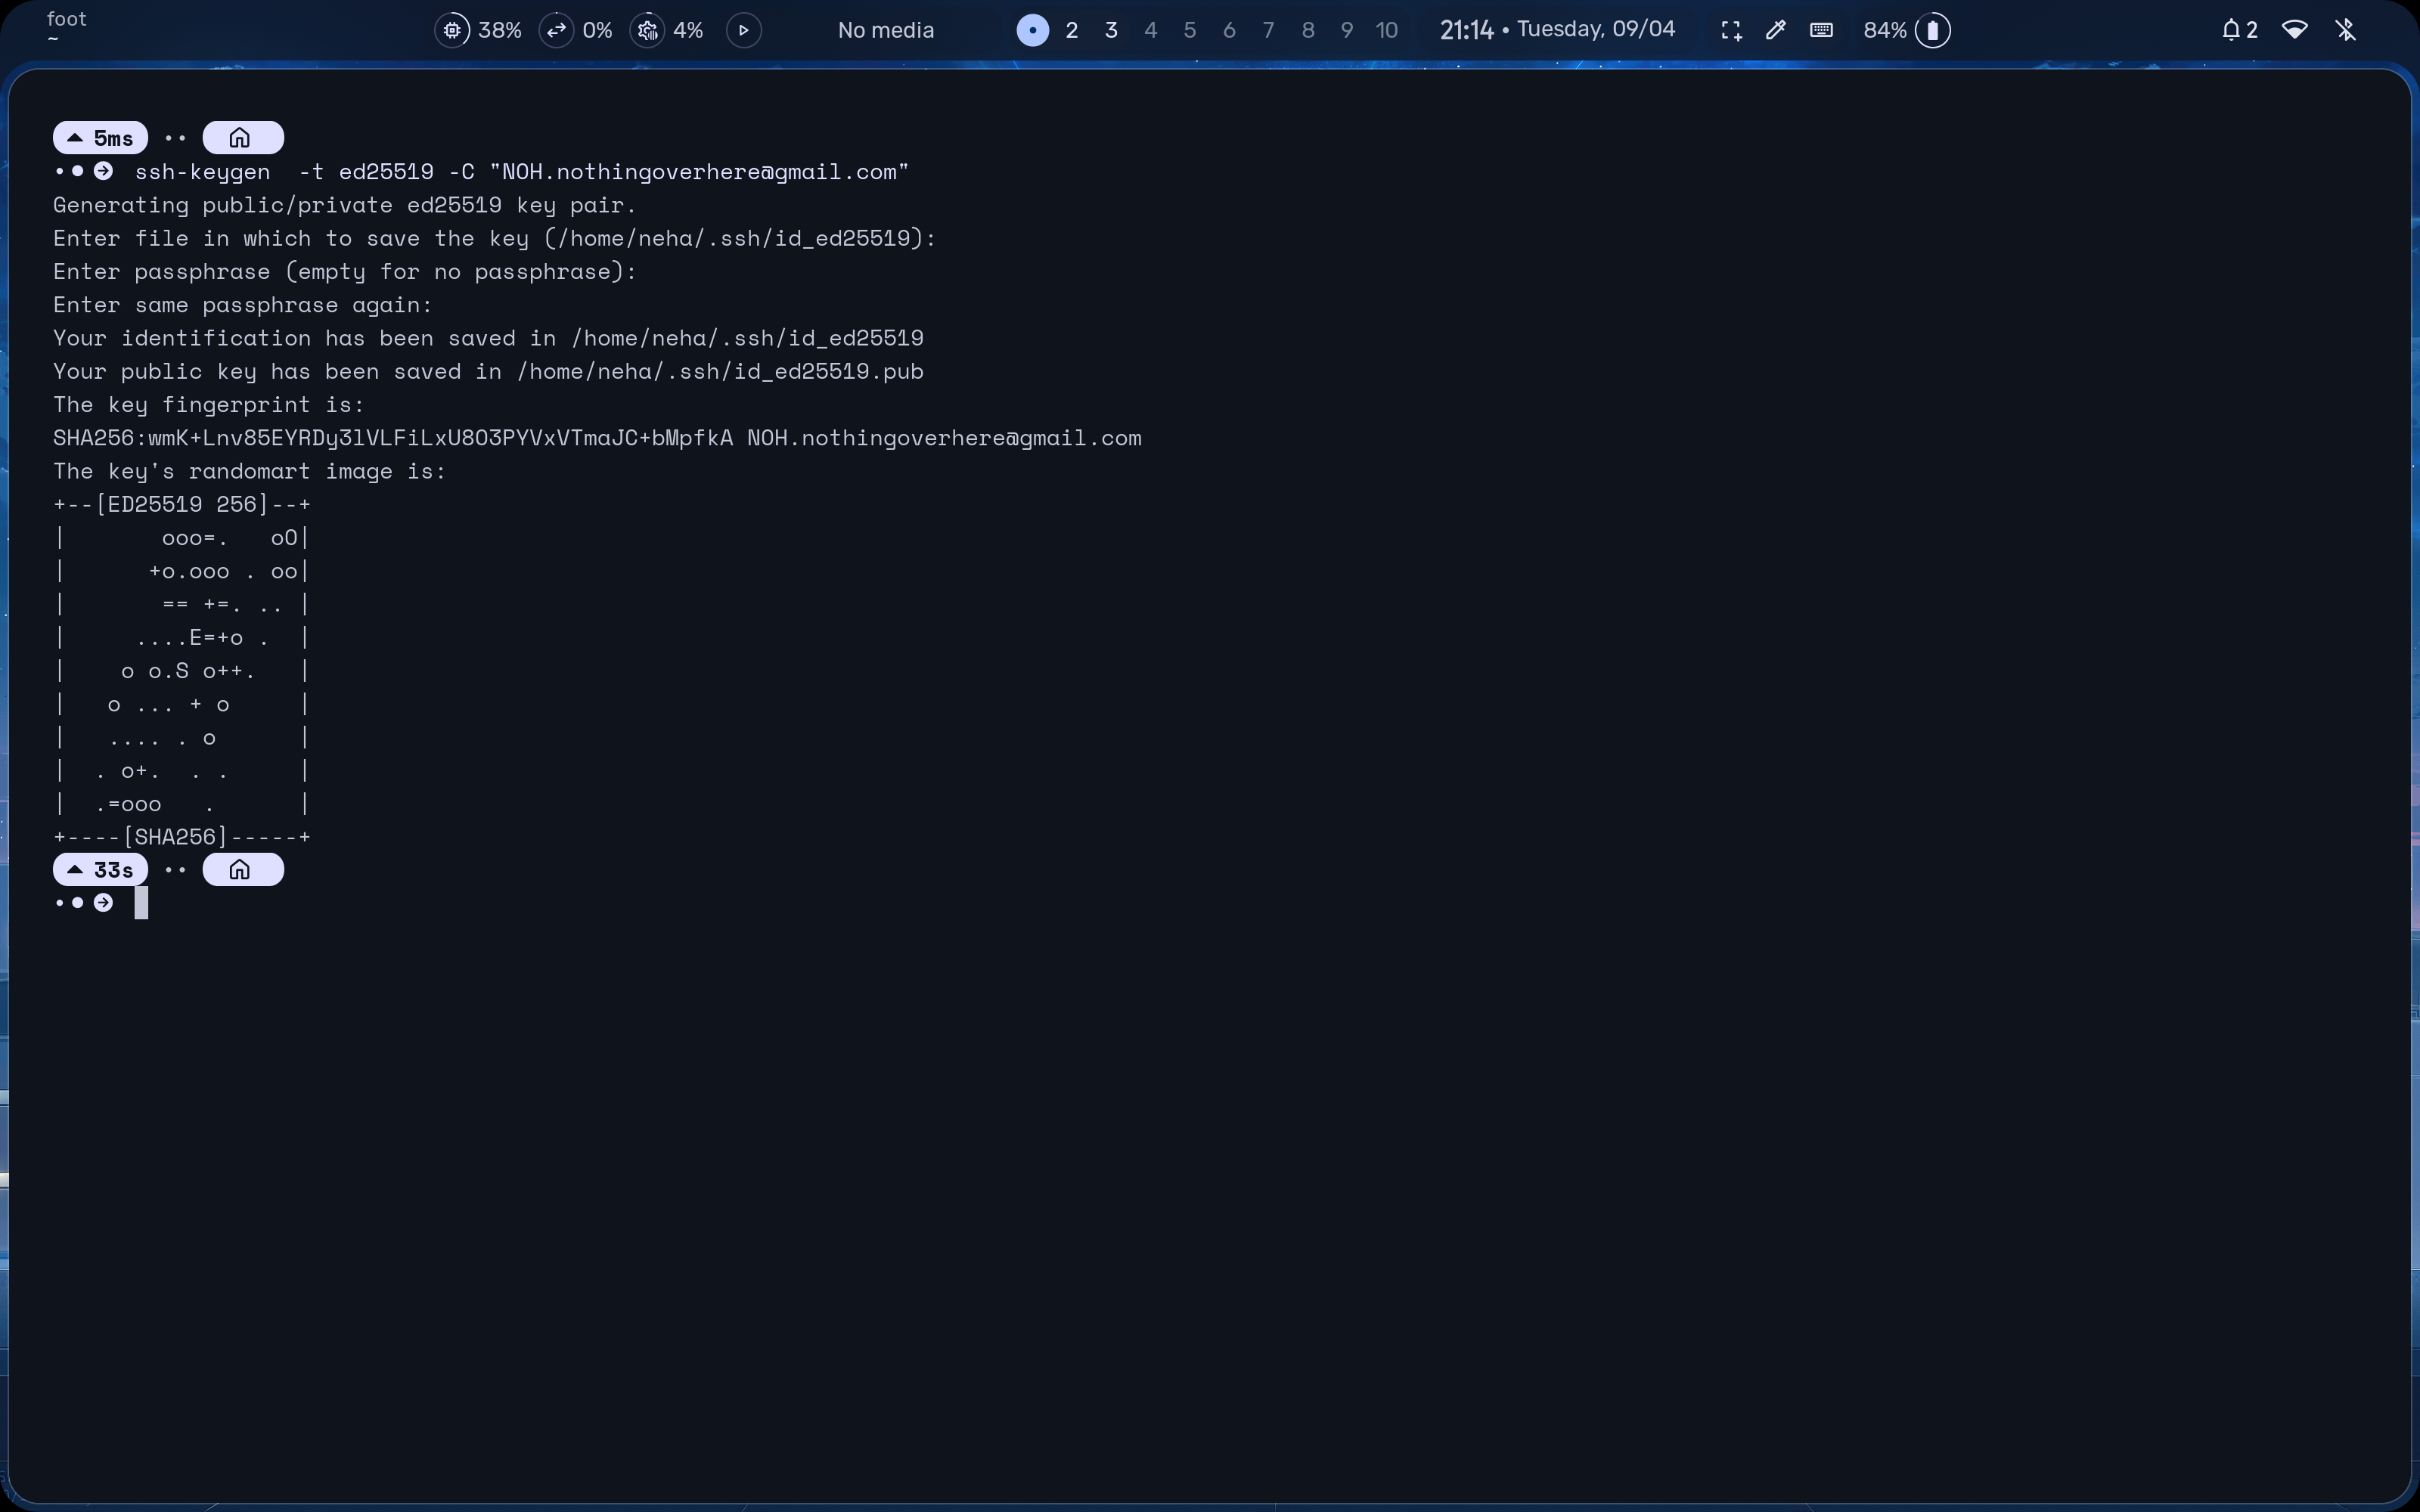 foot
~
38% 0% 4% No media 2 3 4 5 6 7 8 9 10 21:14 • Tuesday, 09/04 84% 2
5ms ··
ssh-keygen  -t ed25519 -C "NOH.nothingoverhere@gmail.com"
Generating public/private ed25519 key pair.
Enter file in which to save the key (/home/neha/.ssh/id_ed25519):
Enter passphrase (empty for no passphrase):
Enter same passphrase again:
Your identification has been saved in /home/neha/.ssh/id_ed25519
Your public key has been saved in /home/neha/.ssh/id_ed25519.pub
The key fingerprint is:
SHA256:wmK+Lnv85EYRDy3lVLFiLxU8O3PYVxVTmaJC+bMpfkA NOH.nothingoverhere@gmail.com
The key's randomart image is:
+--[ED25519 256]--+
|       ooo=.   oO|
|      +o.ooo . oo|
|       == +=. .. |
|     ....E=+o .  |
|    o o.S o++.   |
|   o ... + o     |
|   .... . o      |
|  . o+.  . .     |
|  .=ooo   .      |
+----[SHA256]-----+
33s ··